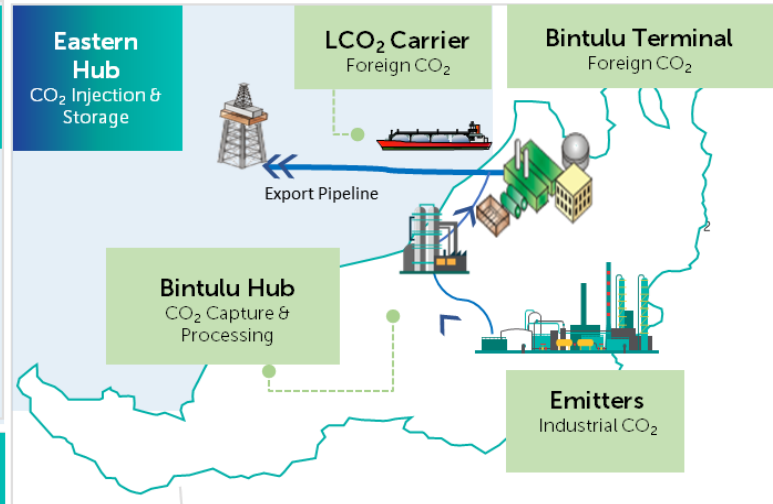 Eastern
Hub
CO₂ Injection &
Storage
LCO₂ Carrier
Foreign CO₂
Bintulu Terminal
Foreign CO₂
Export Pipeline
2
Bintulu Hub
CO₂ Capture &
Processing
Emitters
Industrial CO₂